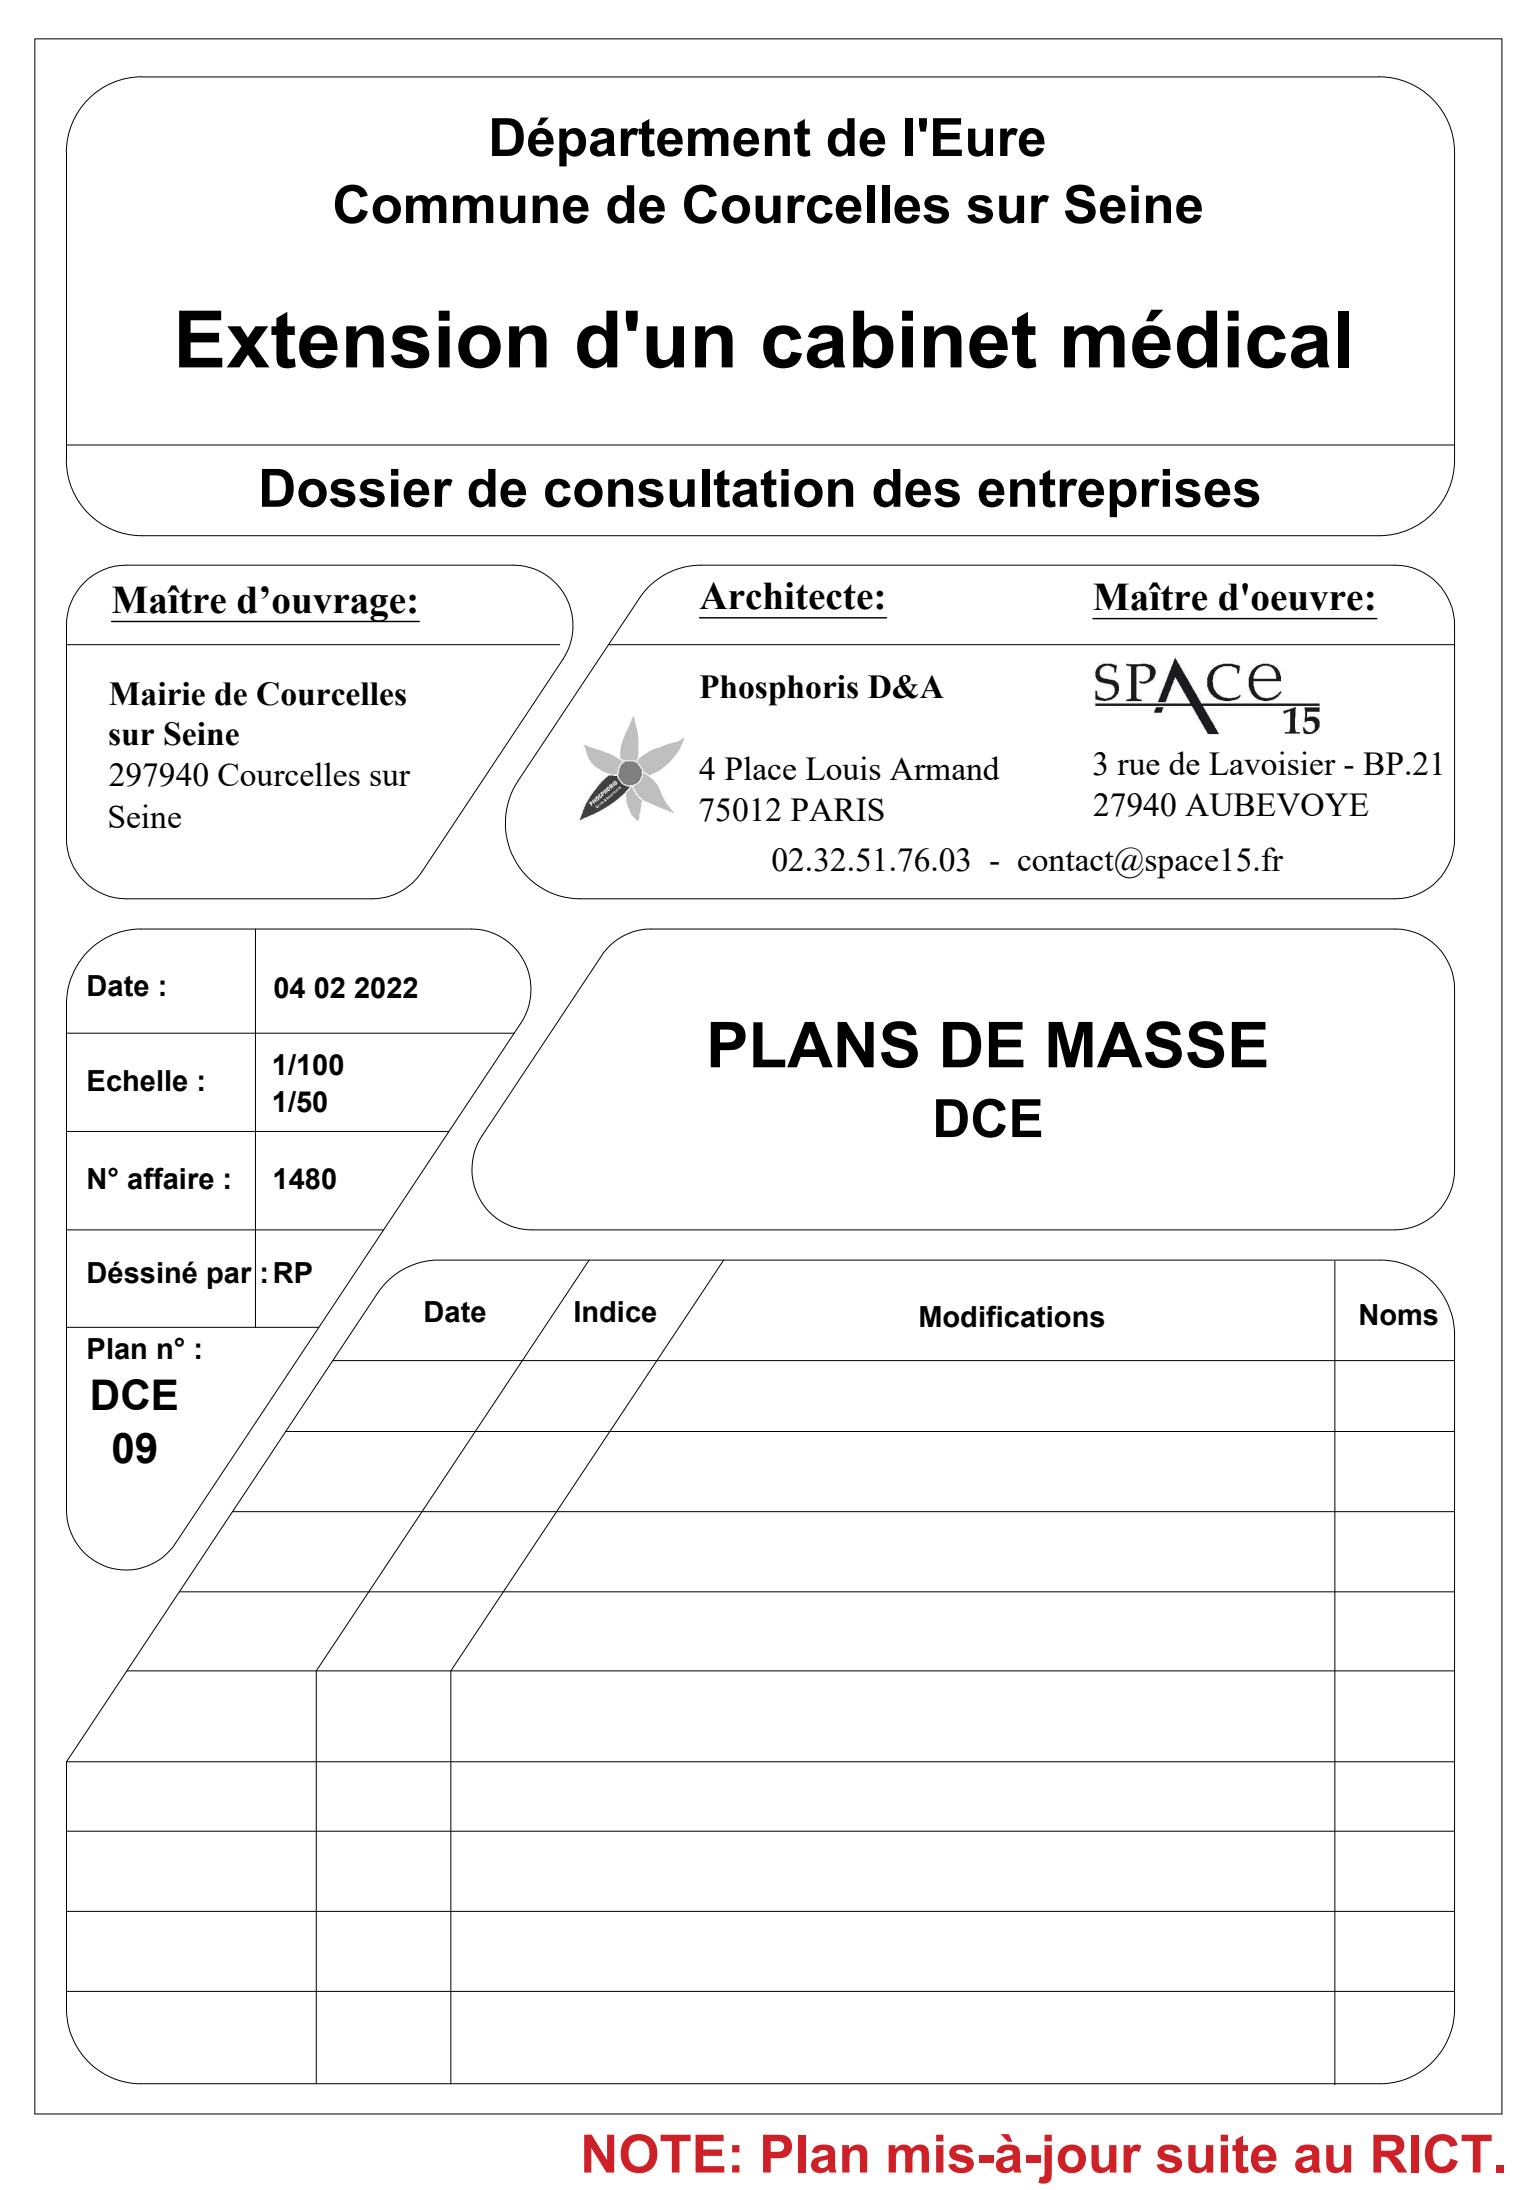 Département de l'Eure
Commune de Courcelles sur Seine
Extension d'un cabinet médical
Dossier de consultation des entreprises
Maître d’ouvrage:
Mairie de Courcelles
sur Seine
297940 Courcelles sur
Seine
Architecte:
Phosphoris D&A
PHOSPHORIS
4 Place Louis Armand
75012 PARIS
Maître d'oeuvre:
SPACe
15
3 rue de Lavoisier - BP.21
27940 AUBEVOYE
02.32.51.76.03 - contact@space15.fr
Date : 04 02 2022
Echelle : 1/100
1/50
N° affaire : 1480
Déssiné par : RP
Plan n° :
DCE
09
PLANS DE MASSE
DCE
Date Indice Modifications Noms
NOTE: Plan mis-à-jour suite au RICT.